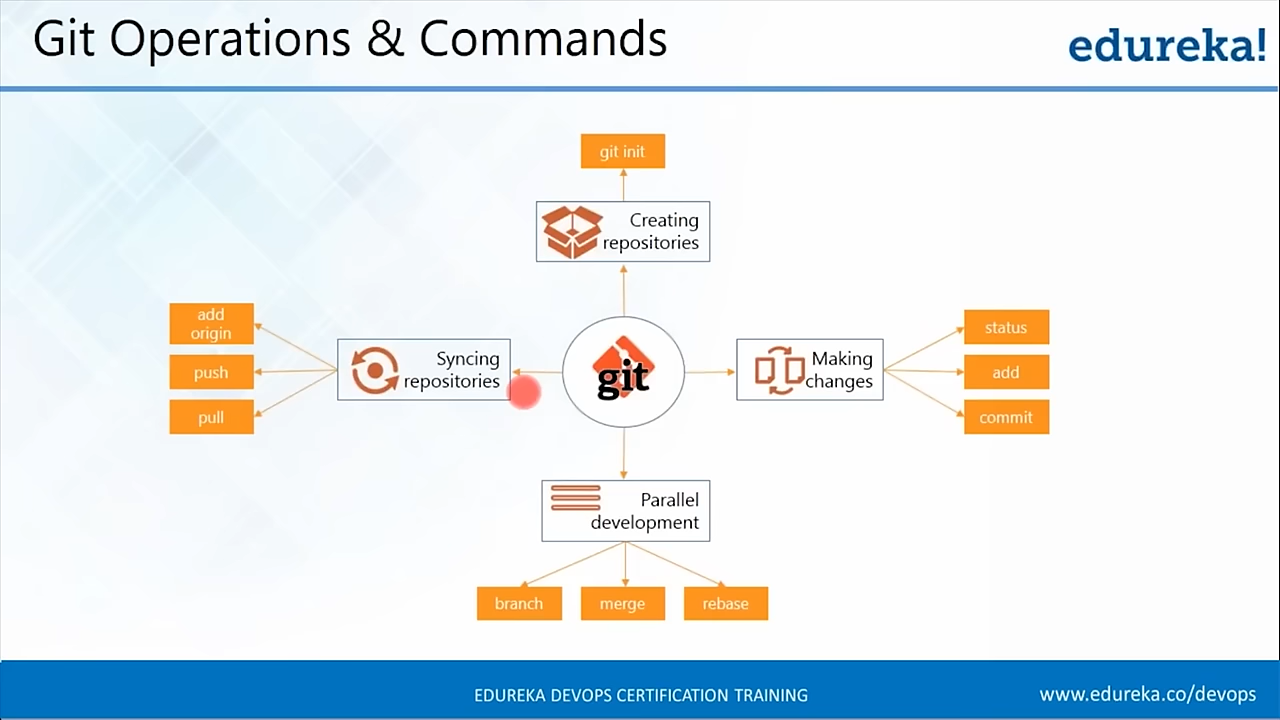 Git Operations & Commands
edureka!
git init
Creating
repositories
add
origin
push
pull
Syncing
repositories
git
Making
changes
status
add
commit
Parallel
development
branch
merge
rebase
EDUREKA DEVOPS CERTIFICATION TRAINING
www.edureka.co/devops